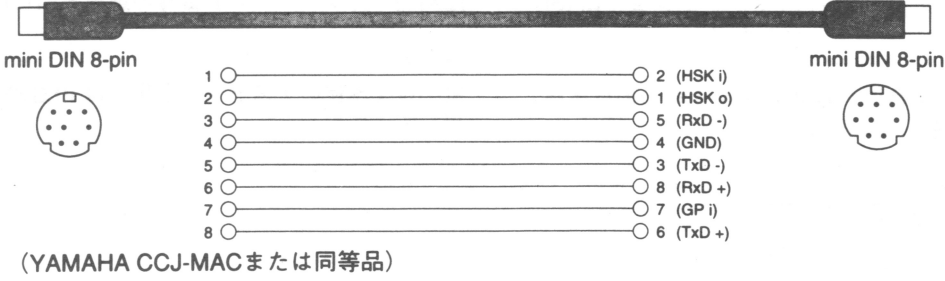 mini DIN 8-pin
mini DIN 8-pin
1 2 (HSK i)
2 1 (HSK o)
3 5 (RxD -)
4 4 (GND)
5 3 (TxD -)
6 8 (RxD +)
7 7 (GP i)
8 6 (TxD +)
(YAMAHA CCJ-MACまたは同等品)